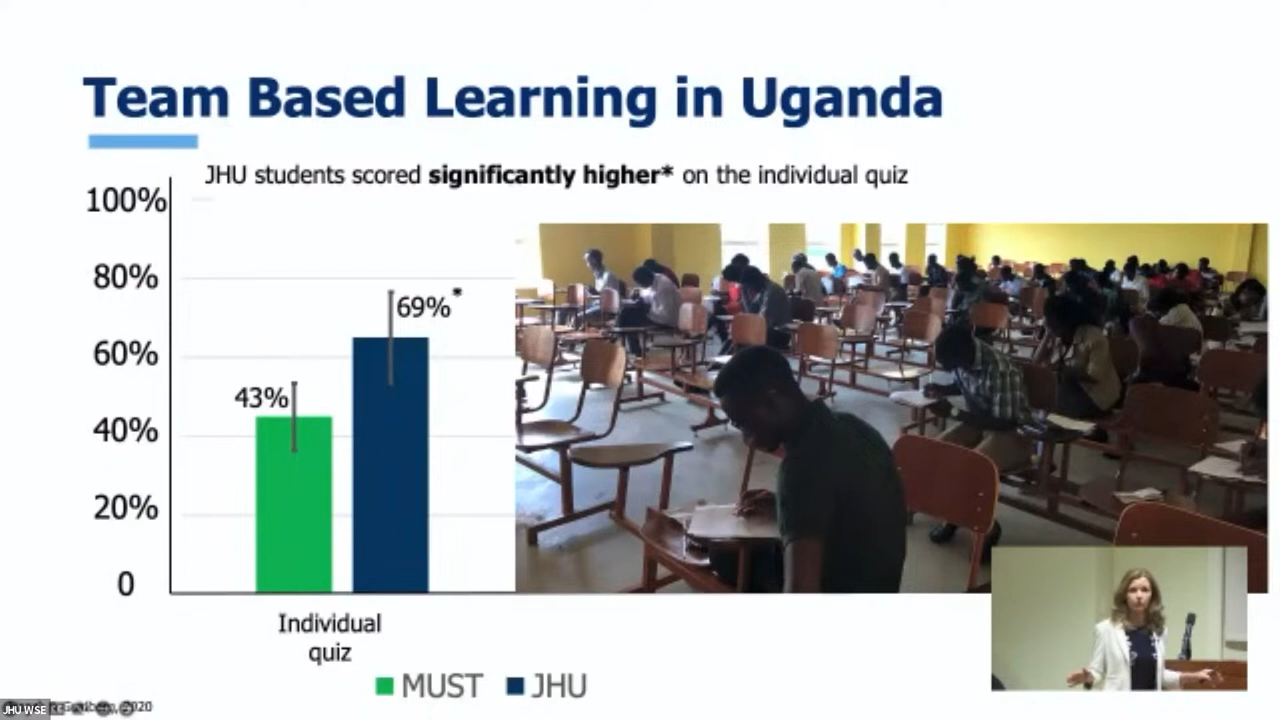 Team Based Learning in Uganda
JHU students scored significantly higher* on the individual quiz
100%
80%
60%
40%
20%
0
43%
69%*
Individual
quiz
MUST JHU
JHU WSE
2020